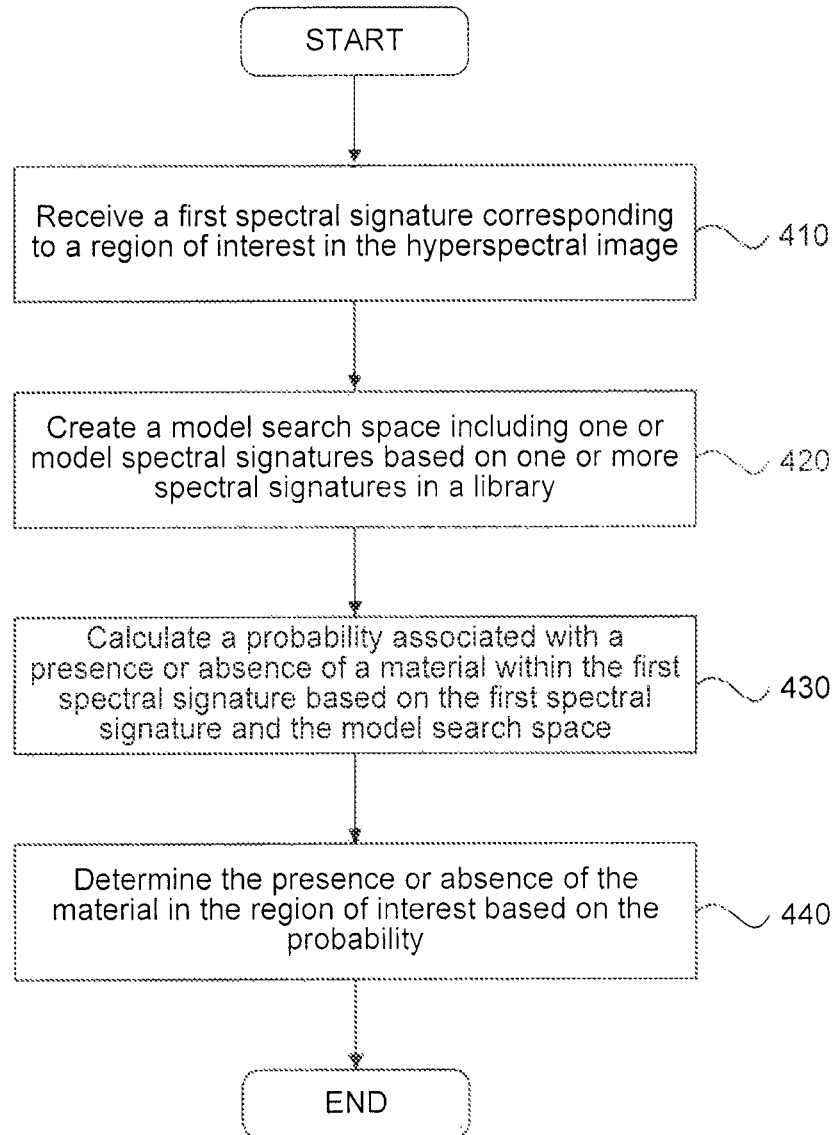 START
Receive a first spectral signature corresponding
to a region of interest in the hyperspectral image
410
Create a model search space including one or
model spectral signatures based on one or more
spectral signatures in a library
420
Calculate a probability associated with a
presence or absence of a material within the first
spectral signature based on the first spectral
signature and the model search space
430
Determine the presence or absence of the
material in the region of interest based on the
probability
440
END